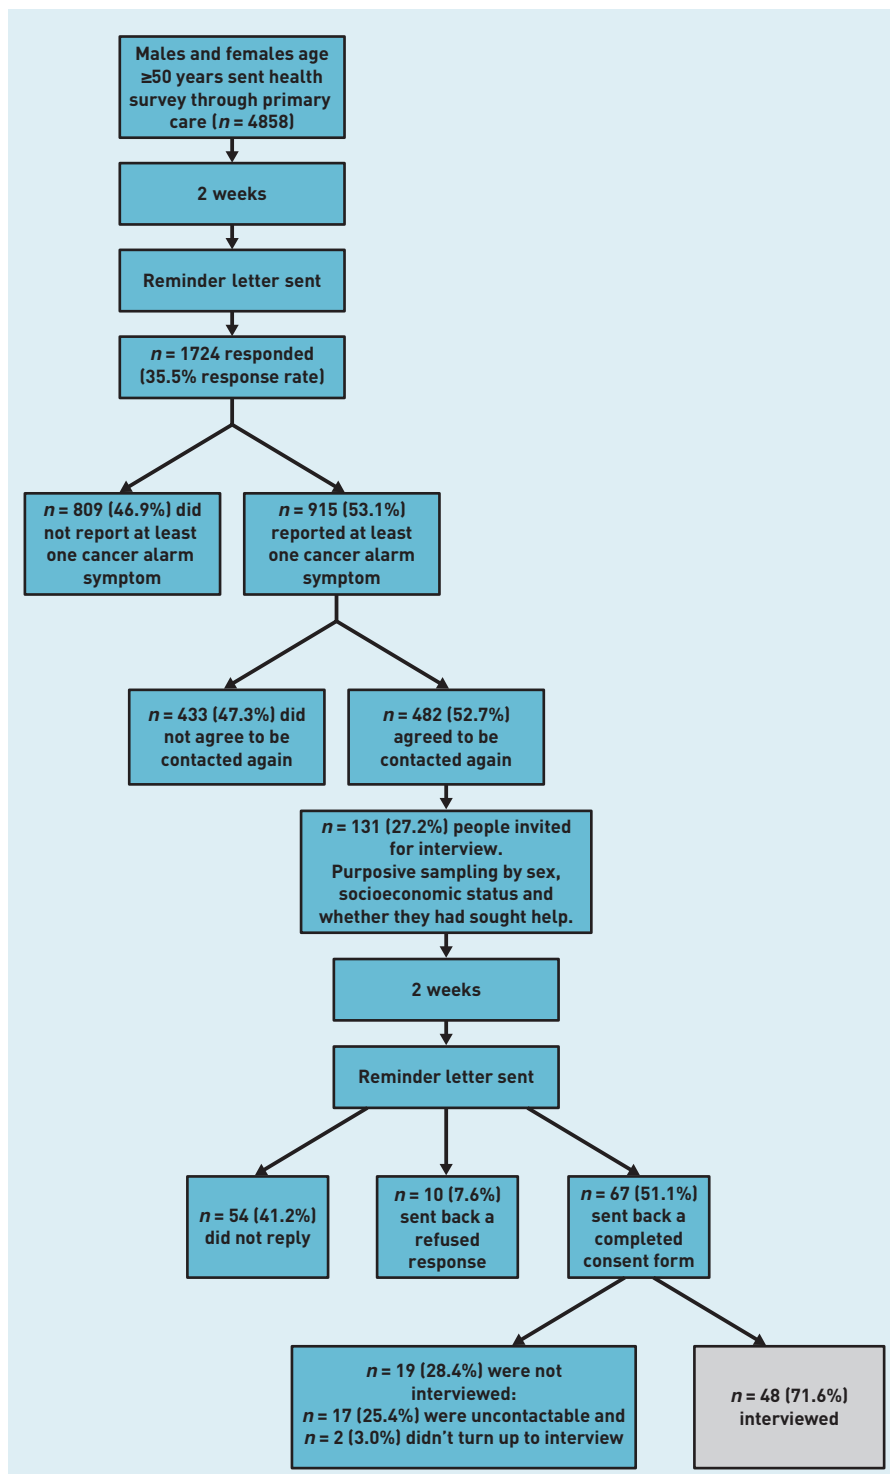 Males and females age
≥50 years sent health
survey through primary
care (n = 4858)
2 weeks
Reminder letter sent
n = 1724 responded
(35.5% response rate)
n = 809 (46.9%) did
not report at least
one cancer alarm
symptom
n = 915 (53.1%)
reported at least
one cancer alarm
symptom
n = 433 (47.3%) did
not agree to be
contacted again
n = 482 (52.7%)
agreed to be
contacted again
n = 131 (27.2%) people invited
for interview.
Purposive sampling by sex,
socioeconomic status and
whether they had sought help.
2 weeks
Reminder letter sent
n = 54 (41.2%)
did not reply
n = 10 (7.6%)
sent back a
refused
response
n = 67 (51.1%)
sent back a
completed
consent form
n = 19 (28.4%) were not
interviewed:
n = 17 (25.4%) were uncontactable and
n = 2 (3.0%) didn't turn up to interview
n = 48 (71.6%)
interviewed